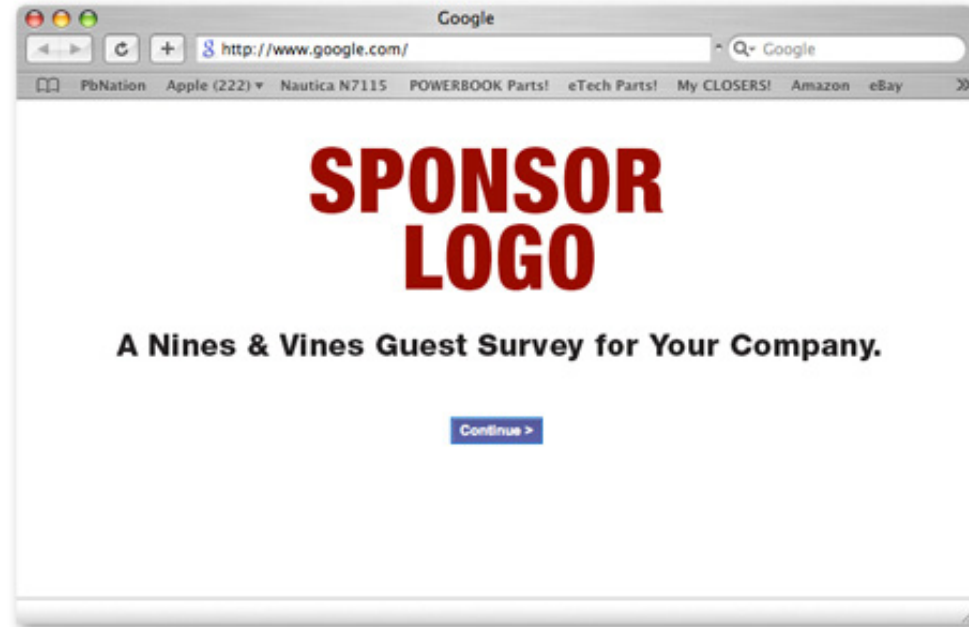 Google
http://www.google.com/
Google
PbNation Apple (222) Nautica N7115 POWERBOOK Parts! eTech Parts! My CLOSERS! Amazon eBay
SPONSOR
LOGO
A Nines & Vines Guest Survey for Your Company.
Continue >